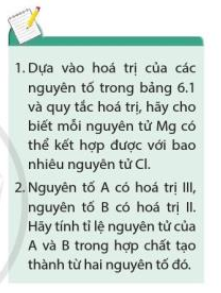 1. Dựa vào hoá trị của các
nguyên tố trong bảng 6.1
và quy tắc hoá trị, hãy cho
biết mỗi nguyên tử Mg có
thể kết hợp được với bao
nhiêu nguyên tử Cl.
2. Nguyên tố A có hoá trị III,
nguyên tố B có hoá trị II.
Hãy tính tỉ lệ nguyên tử của
A và B trong hợp chất tạo
thành từ hai nguyên tố đó.